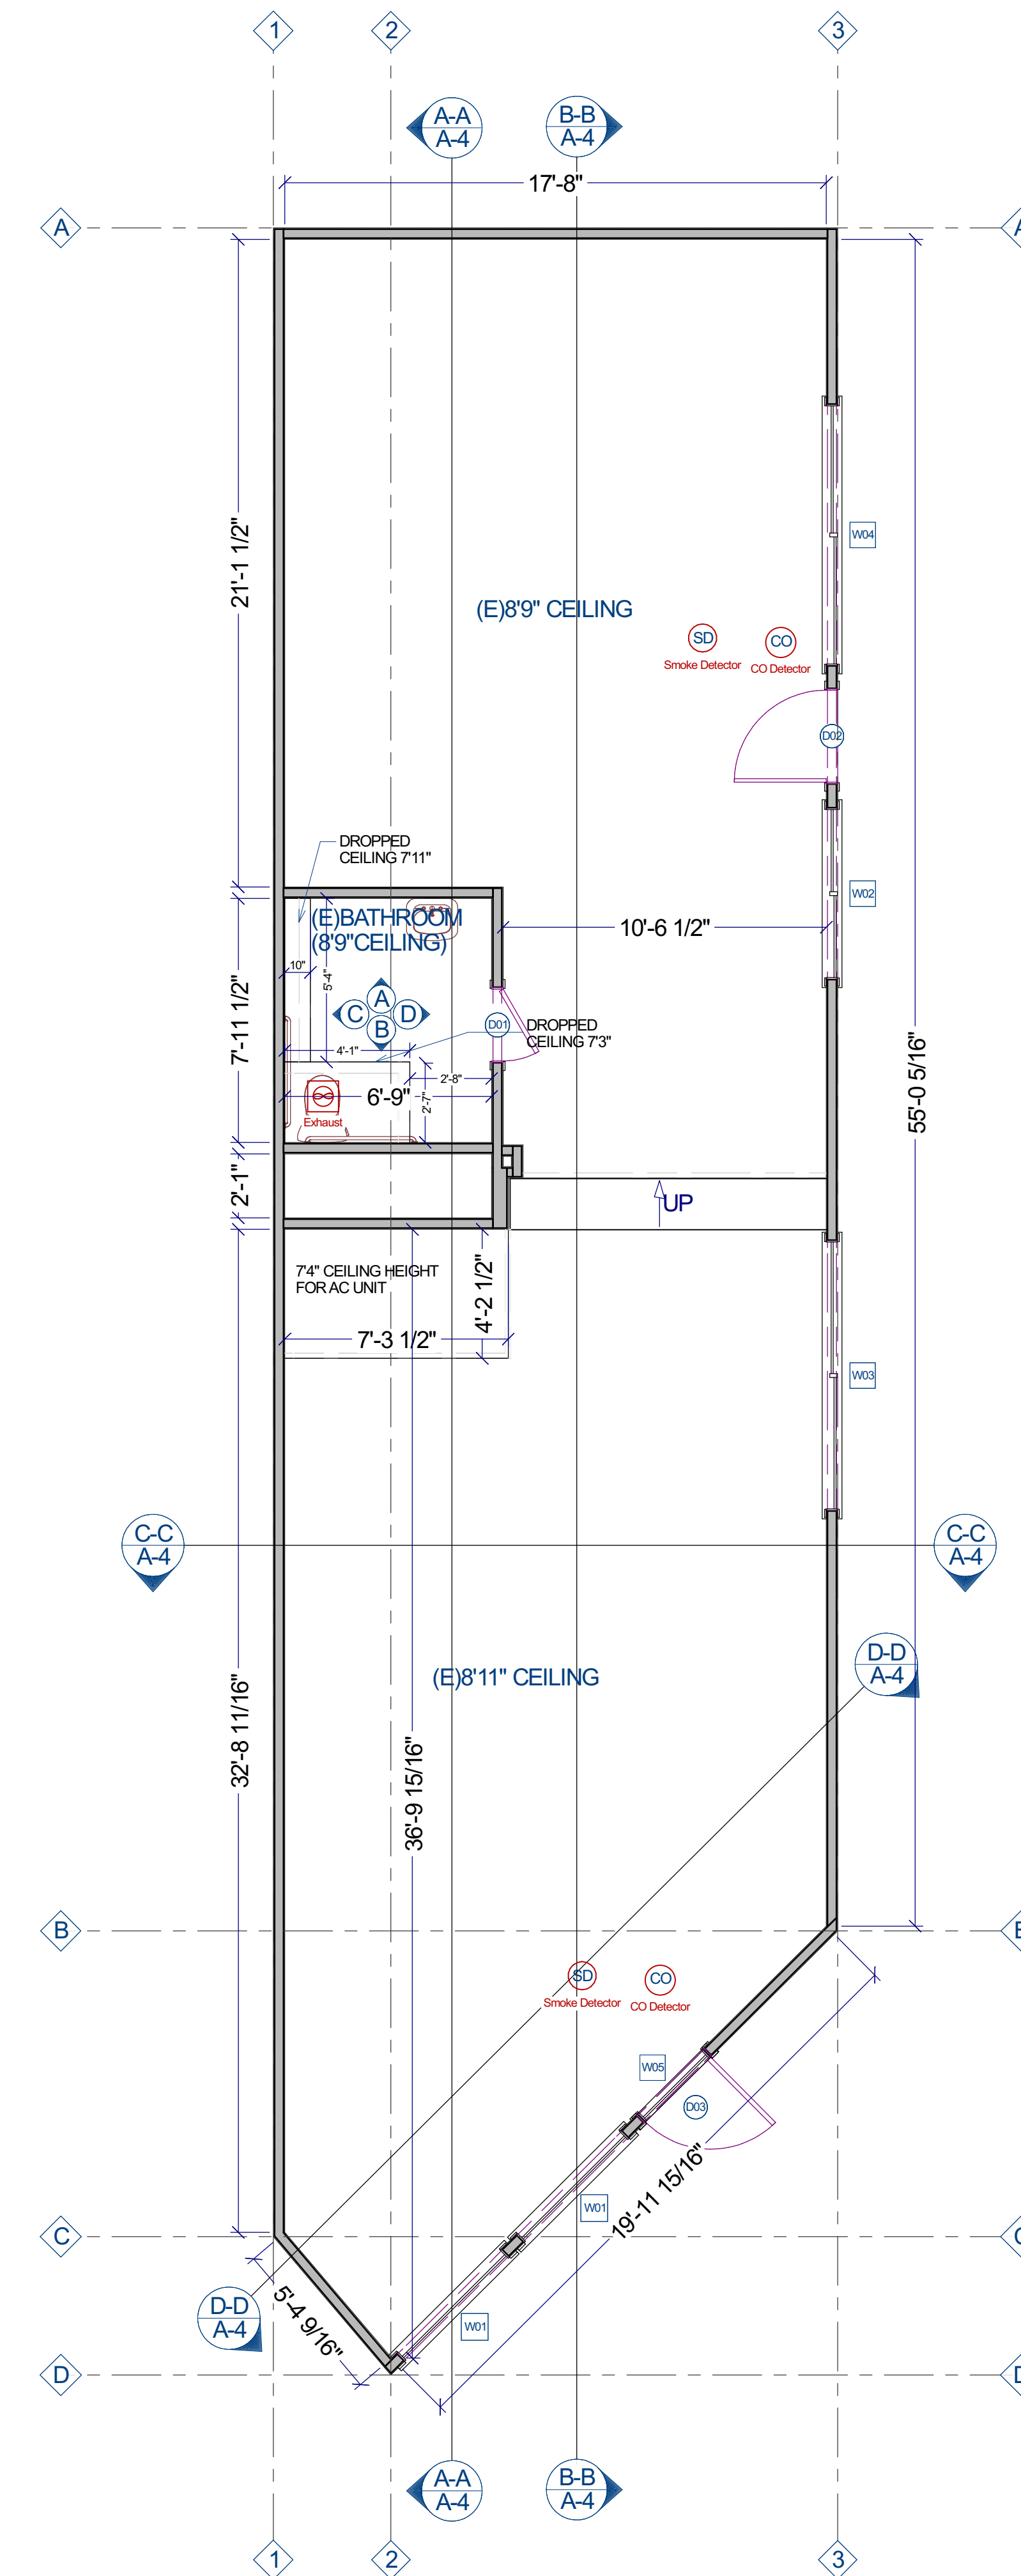 1
2
3
A-A
A-4
B-B
A-4
17'-8"
A
A
21'-1 1/2"
W04
(E)8'9" CEILING
SD
CO
Smoke Detector
CO Detector
D02
DROPPED
CEILING 7'11"
W02
(E)BATHROOM
(8'9"CEILING)
10'-6 1/2"
10"
5'-4"
A
C
D
B
D01
DROPPED
CEILING 7'3"
7'-11 1/2"
4'-1"
2'-8"
6'-9"
2'-7"
Exhaust
55'-0 5/16"
2'-1"
UP
7'4" CEILING HEIGHT
FOR AC UNIT
4'-2 1/2"
7'-3 1/2"
W03
C-C
A-4
C-C
A-4
D-D
A-4
(E)8'11" CEILING
32'-8 11/16"
36'-9 15/16"
B
SD
CO
Smoke Detector
CO Detector
W05
D03
W01
19'-11 15/16"
C
5'-4 9/16"
D-D
A-4
W01
D
A-A
A-4
B-B
A-4
1
2
3